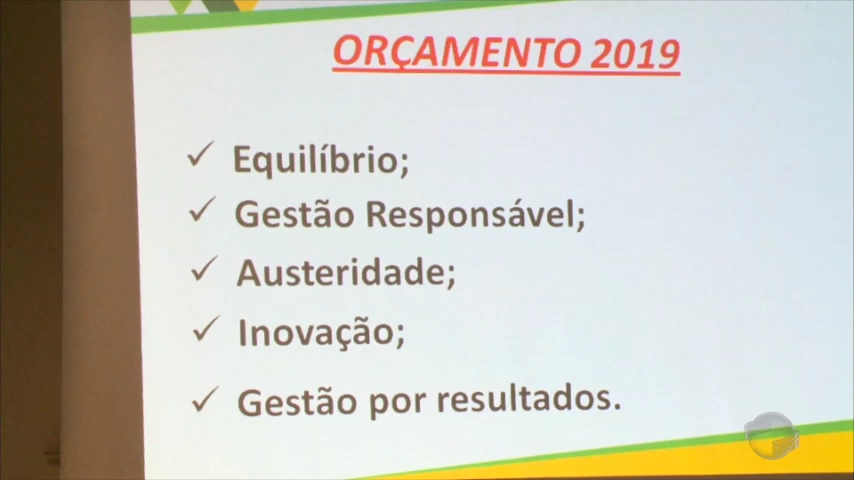 ORÇAMENTO 2019
✓ Equilíbrio;
✓ Gestão Responsável;
✓ Austeridade;
✓ Inovação;
✓ Gestão por resultados.